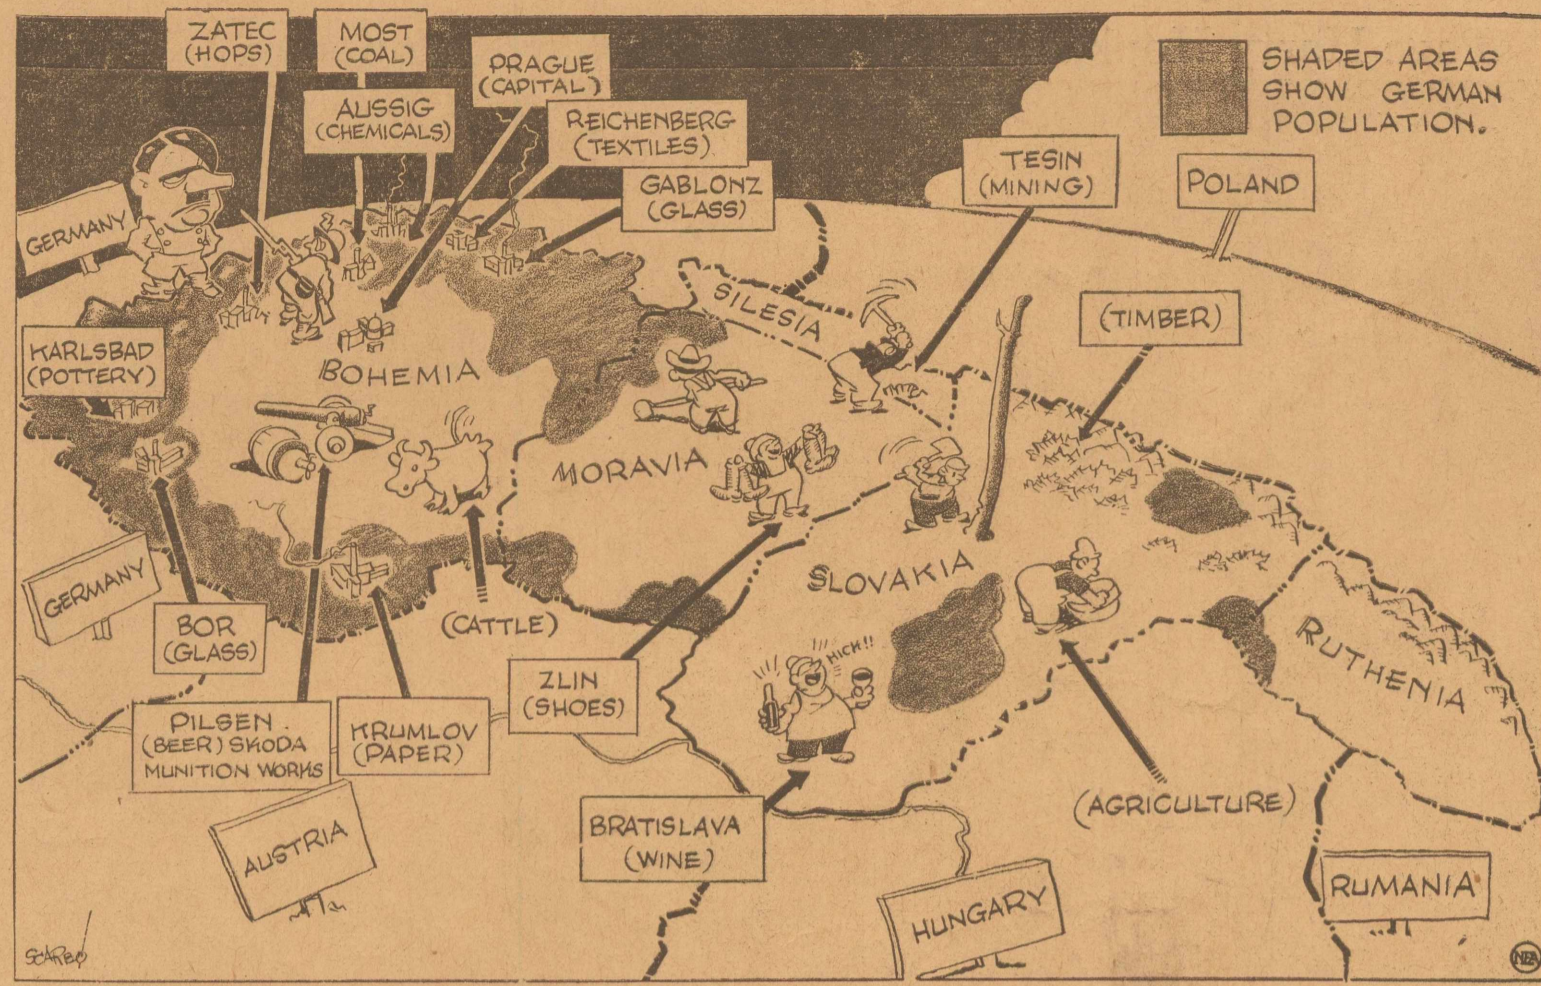 ZATEC
(HOPS)
MOST
(COAL)
PRAGUE
(CAPITAL)
AUSSIG
(CHEMICALS)
REICHENBERG
(TEXTILES)
GABLONZ
(GLASS)
TESIN
(MINING)
POLAND
SHADED AREAS
SHOW GERMAN
POPULATION.
GERMANY
SILESIA
(TIMBER)
KARLSBAD
(POTTERY)
BOHEMIA
MORAVIA
SLOVAKIA
RUTHENIA
GERMANY
BOR
(GLASS)
(CATTLE)
HICH!!
ZLIN
(SHOES)
PILSEN.
(BEER) SKODA
MUNITION WORKS
KRUMLOV
(PAPER)
(AGRICULTURE)
BRATISLAVA
(WINE)
AUSTRIA
HUNGARY
RUMANIA
SCARBO
NEA